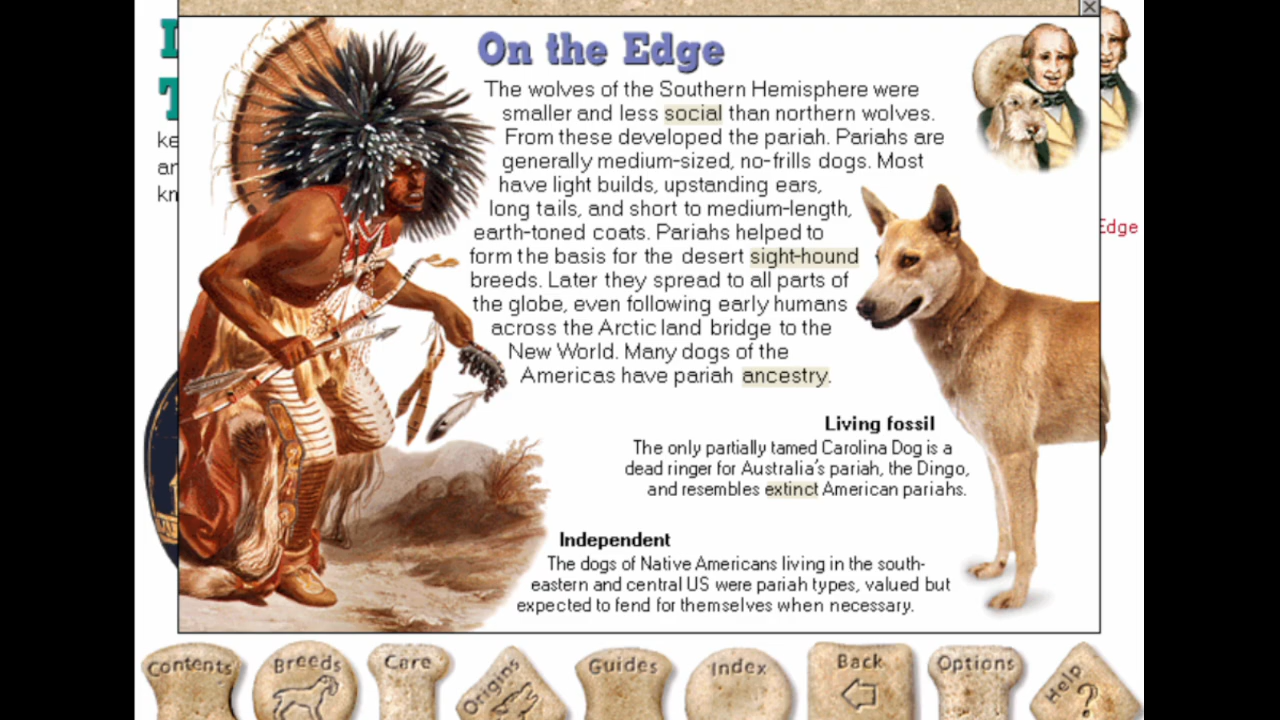 On the Edge
The wolves of the Southern Hemisphere were
smaller and less social than northern wolves.
From these developed the pariah. Pariahs are
generally medium-sized, no-frills dogs. Most
have light builds, upstanding ears,
long tails, and short to medium-length,
earth-toned coats. Pariahs helped to
form the basis for the desert sight-hound
breeds. Later they spread to all parts of
the globe, even following early humans
across the Arctic land bridge to the
New World. Many dogs of the
Americas have pariah ancestry.
Living fossil
The only partially tamed Carolina Dog is a
dead ringer for Australia's pariah, the Dingo,
and resembles extinct American pariahs.
Independent
The dogs of Native Americans living in the south-
eastern and central US were pariah types, valued but
expected to fend for themselves when necessary.
ke
an
kn
Edge
Contents Breeds Care Origins Guides Index Back Options Help ?